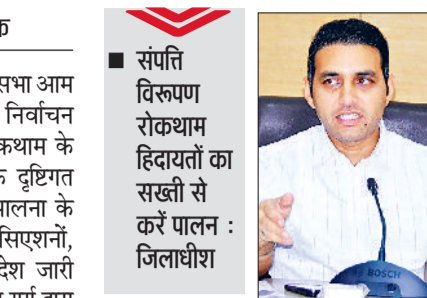 सभा आम
निर्वाचन
कथाम के
दृष्टिगत
पालना के
सिएशनों,
देश जारी
■ संपत्ति
विरूपण
रोकथाम
हिदायतों का
सख्ती से
करें पालन :
जिलाधीश
BOSCH